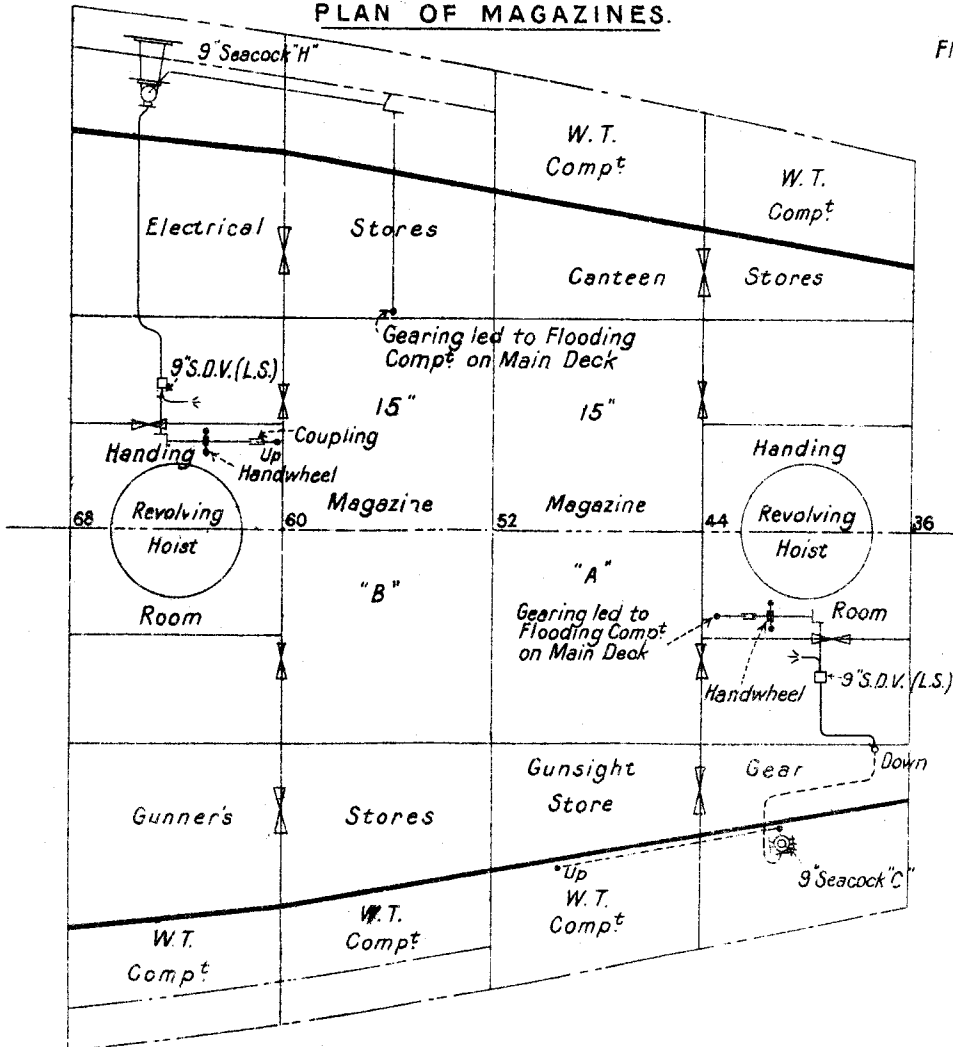 PLAN OF MAGAZINES.
9" Seacock "H"
W.T.
Compt.
W.T.
Compt.
Electrical Stores
Canteen Stores
Gearing led to Flooding
Compt. on Main Deck
9" S.D.V. (L.S.)
15" 15"
Coupling
Up
Handing
Handwheel
Handing
Revolving
Hoist
Magazine
Magazine
Revolving
Hoist
68 60 52 44 36
"B"
"A"
Room
Room
Gearing led to
Flooding Compt.
on Main Deck
Handwheel
9" S.D.V. (L.S.)
Down
Gunsight Gear
Store
Gunner's Stores
Up
9" Seacock "C"
W.T.
Compt.
W.T.
Compt.
W.T.
Compt.